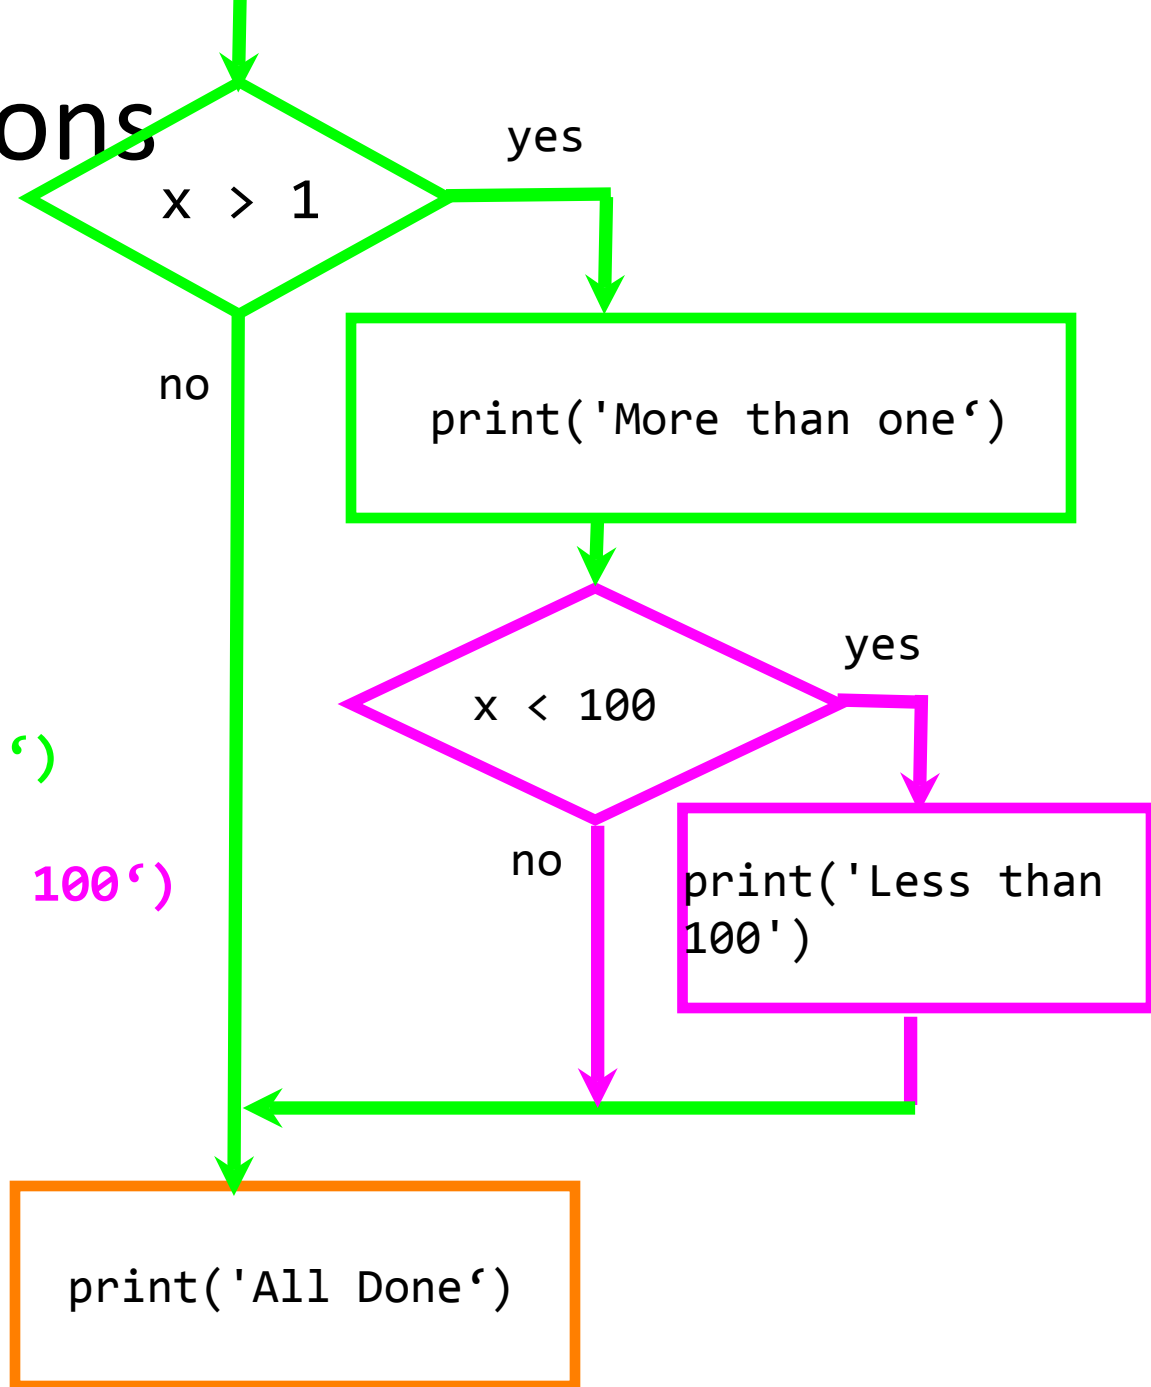 ons
yes
x > 1
no
print('More than one‘)
yes
x < 100
‘)
no
100‘)
print('Less than
100')
print('All Done‘)